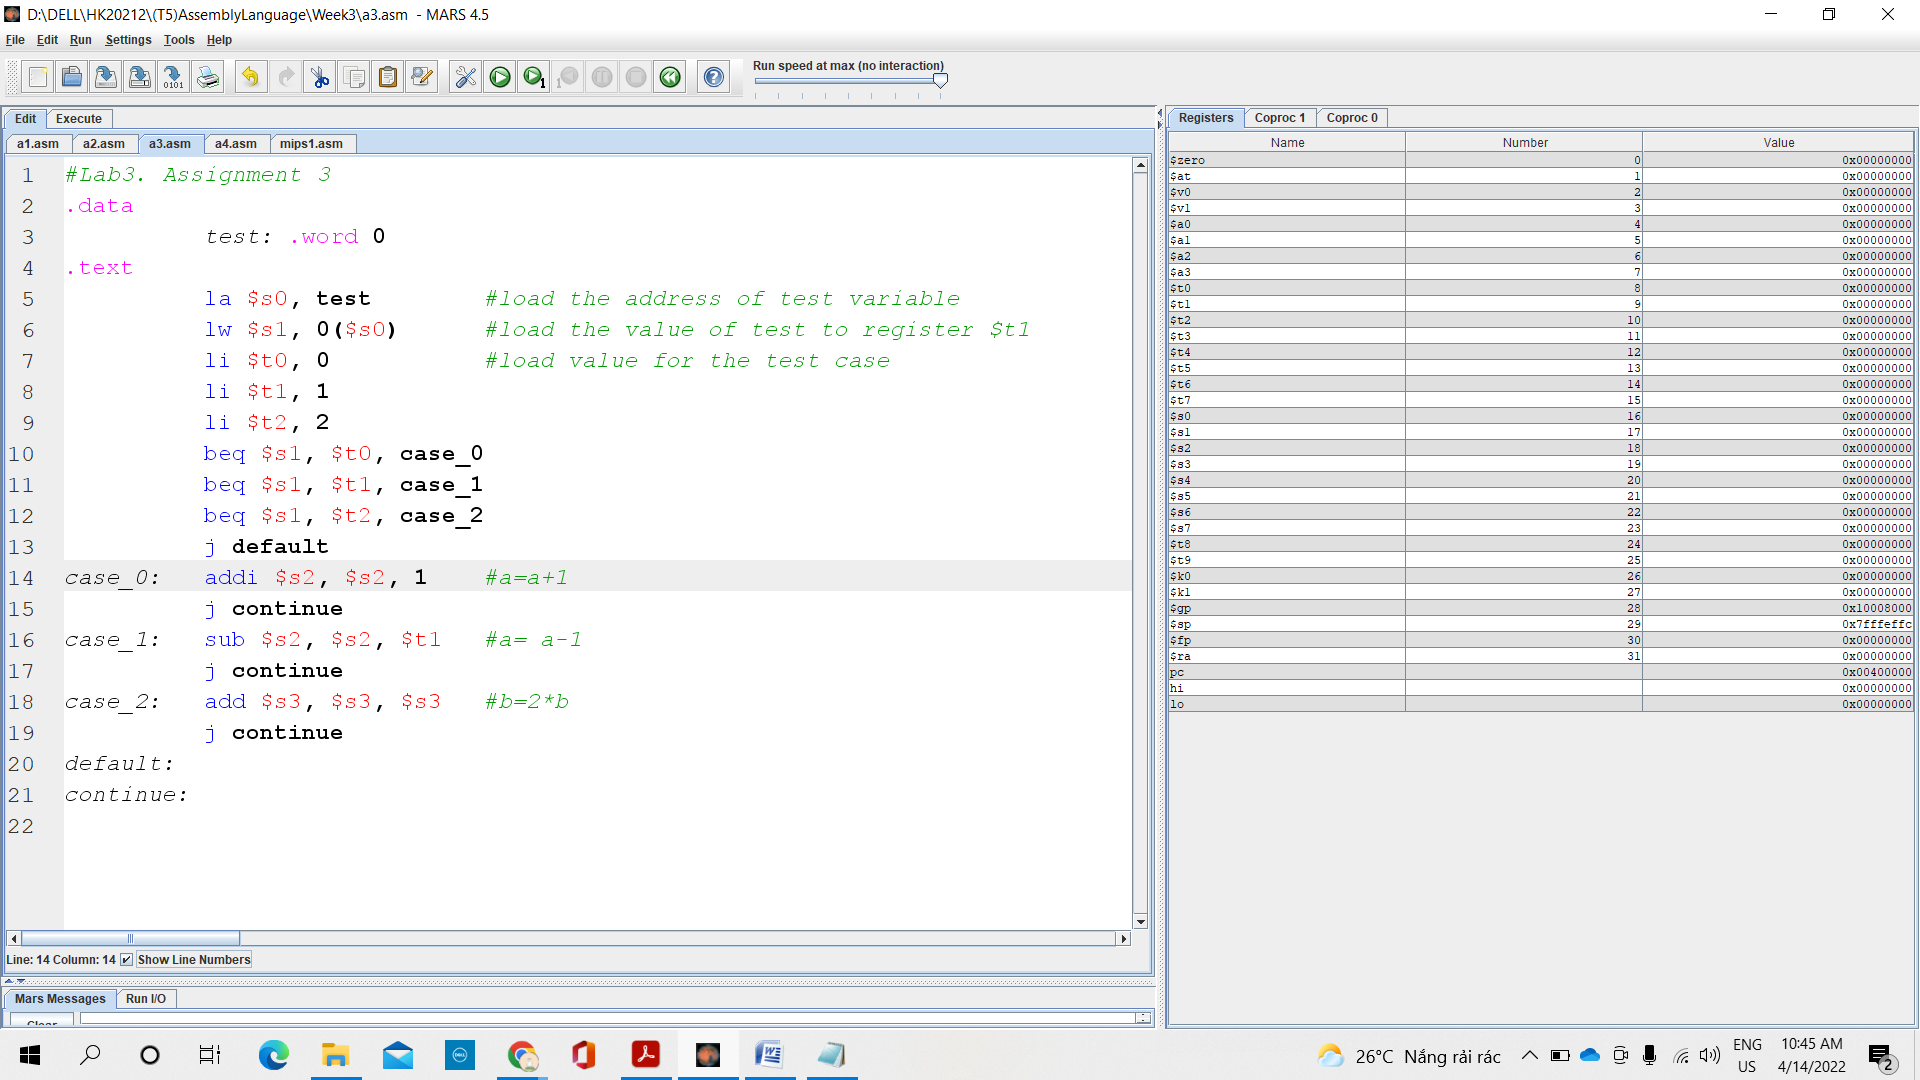 D:\DELL\HK20212\(T5)AssemblyLanguage\Week3\a3.asm - MARS 4.5
File Edit Run Settings Tools Help
Run speed at max (no interaction)
Edit Execute
a1.asm a2.asm a3.asm a4.asm mips1.asm
1 #Lab3. Assignment 3
2 .data
3 test: .word 0
4 .text
5 la $s0, test #load the address of test variable
6 lw $s1, 0($s0) #load the value of test to register $t1
7 li $t0, 0 #load value for the test case
8 li $t1, 1
9 li $t2, 2
10 beq $s1, $t0, case_0
11 beq $s1, $t1, case_1
12 beq $s1, $t2, case_2
13 j default
14 case_0: addi $s2, $s2, 1 #a=a+1
15 j continue
16 case_1: sub $s2, $s2, $t1 #a= a-1
17 j continue
18 case_2: add $s3, $s3, $s3 #b=2*b
19 j continue
20 default:
21 continue:
22
Line: 14 Column: 14 Show Line Numbers
Mars Messages Run I/O
Clear
Registers Coproc 1 Coproc 0
Name Number Value
$zero 0 0x00000000
$at 1 0x00000000
$v0 2 0x00000000
$v1 3 0x00000000
$a0 4 0x00000000
$a1 5 0x00000000
$a2 6 0x00000000
$a3 7 0x00000000
$t0 8 0x00000000
$t1 9 0x00000000
$t2 10 0x00000000
$t3 11 0x00000000
$t4 12 0x00000000
$t5 13 0x00000000
$t6 14 0x00000000
$t7 15 0x00000000
$s0 16 0x00000000
$s1 17 0x00000000
$s2 18 0x00000000
$s3 19 0x00000000
$s4 20 0x00000000
$s5 21 0x00000000
$s6 22 0x00000000
$s7 23 0x00000000
$t8 24 0x00000000
$t9 25 0x00000000
$k0 26 0x00000000
$k1 27 0x00000000
$gp 28 0x10008000
$sp 29 0x7fffeffc
$fp 30 0x00000000
$ra 31 0x00000000
pc 0x00400000
hi 0x00000000
lo 0x00000000
26°C Nắng rải rác
ENG
US
10:45 AM
4/14/2022
2